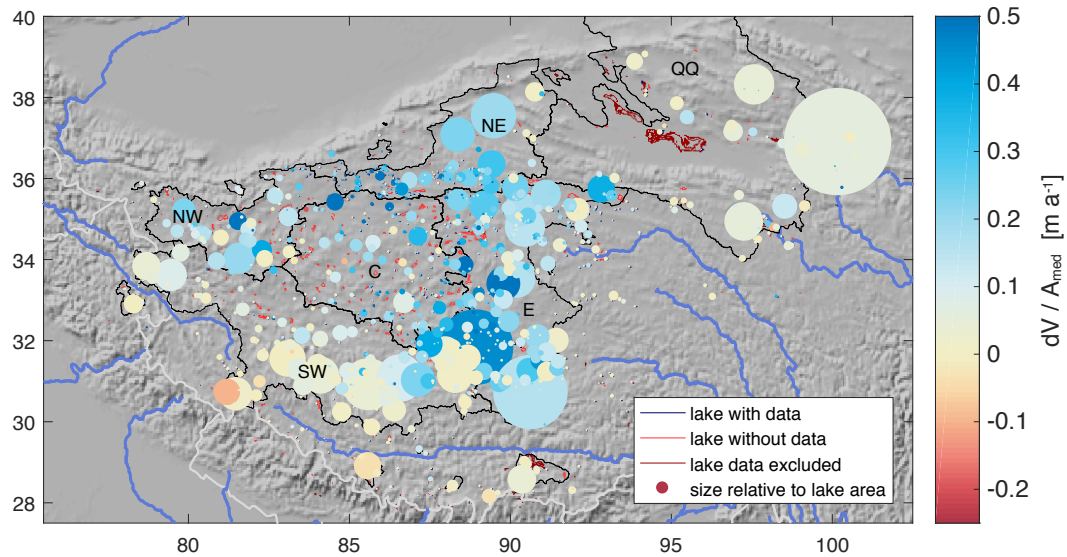 40
38
36
34
32
30
28
80
85
90
95
100
QQ
NE
NW
C
E
SW
lake with data
lake without data
lake data excluded
size relative to lake area
0.5
0.4
0.3
0.2
0.1
0
-0.1
-0.2
dV / A_med [m a⁻¹]